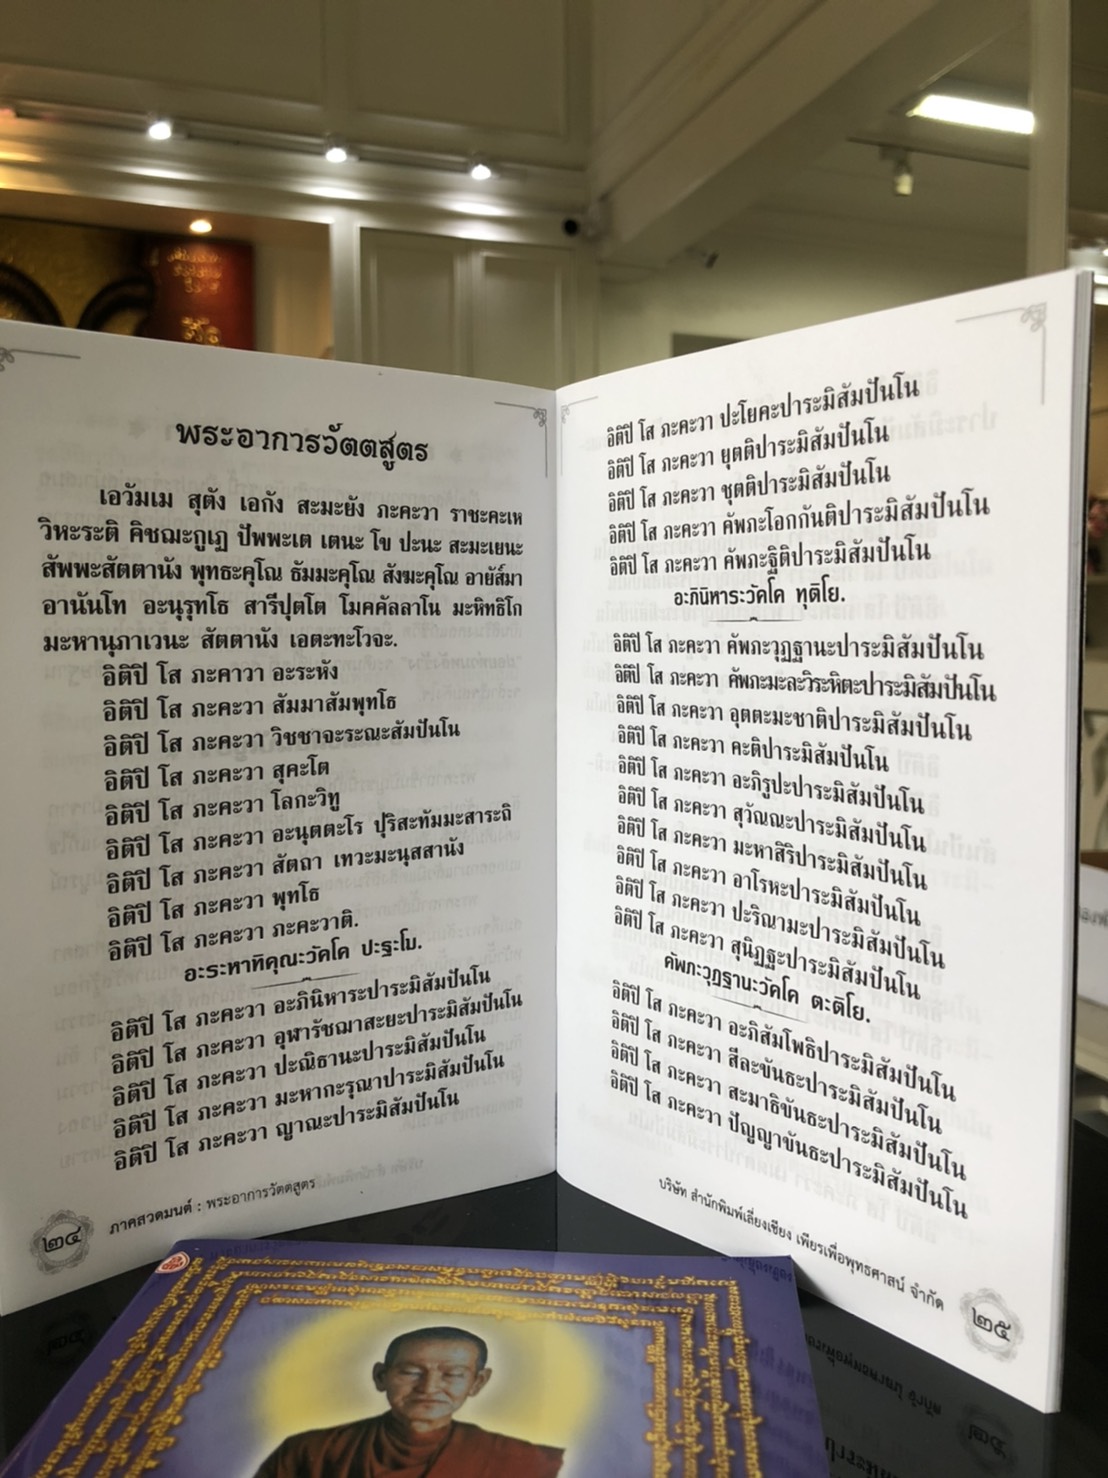 พระอาการวัตตสูตร
เอวัมเม สุตัง เอกัง สะมะยัง ภะคะวา ราชะคะเห
วิหะระติ คิชฌะกูเฏ ปัพพะเต เตนะ โข ปะนะ สะมะเยนะ
สัพพะสัตตานัง พุทธะคุโณ ธัมมะคุโณ สังฆะคุโณ อายัส์มา
อานันโท อะนุรุทโธ สารีปุตโต โมคคัลลาโน มะหิทธิโก
มะหานุภาเวนะ สัตตานัง เอตะทะโวจะ.
อิติปิ โส ภะคาวา อะระหัง
อิติปิ โส ภะคะวา สัมมาสัมพุทโธ
อิติปิ โส ภะคะวา วิชชาจะระณะสัมปันโน
อิติปิ โส ภะคะวา สุคะโต
อิติปิ โส ภะคะวา โลกะวิทู
อิติปิ โส ภะคะวา อะนุตตะโร ปุริสะทัมมะสาระถิ
อิติปิ โส ภะคะวา สัตถา เทวะมะนุสสานัง
อิติปิ โส ภะคะวา พุทโธ
อิติปิ โส ภะคะวา ภะคะวาติ.
อะระหาทิคุณะวัคโค ปะฐะโม.
อิติปิ โส ภะคะวา อะภินิหาระปาระมิสัมปันโน
อิติปิ โส ภะคะวา อุฬารัชฌาสะยะปาระมิสัมปันโน
อิติปิ โส ภะคะวา ปะณิธานะปาระมิสัมปันโน
อิติปิ โส ภะคะวา มะหากะรุณาปาระมิสัมปันโน
อิติปิ โส ภะคะวา ญาณะปาระมิสัมปันโน
๒๔ ภาคสวดมนต์ : พระอาการวัตตสูตร
อิติปิ โส ภะคะวา ปะโยคะปาระมิสัมปันโน
อิติปิ โส ภะคะวา ยุตติปาระมิสัมปันโน
อิติปิ โส ภะคะวา ชุตติปาระมิสัมปันโน
อิติปิ โส ภะคะวา คัพภะโอกกันติปาระมิสัมปันโน
อิติปิ โส ภะคะวา คัพภะฐิติปาระมิสัมปันโน
อะภินิหาระวัคโค ทุติโย.
อิติปิ โส ภะคะวา คัพภะวุฏฐานะปาระมิสัมปันโน
อิติปิ โส ภะคะวา คัพภะมะละวิระหิตะปาระมิสัมปันโน
อิติปิ โส ภะคะวา อุตตะมะชาติปาระมิสัมปันโน
อิติปิ โส ภะคะวา คะติปาระมิสัมปันโน
อิติปิ โส ภะคะวา อะภิรูปะปาระมิสัมปันโน
อิติปิ โส ภะคะวา สุวัณณะปาระมิสัมปันโน
อิติปิ โส ภะคะวา มะหาสิริปาระมิสัมปันโน
อิติปิ โส ภะคะวา อาโรหะปาระมิสัมปันโน
อิติปิ โส ภะคะวา ปะริณามะปาระมิสัมปันโน
อิติปิ โส ภะคะวา สุนิฏฐะปาระมิสัมปันโน
คัพภะวุฏฐานะวัคโค ตะติโย.
อิติปิ โส ภะคะวา อะภิสัมโพธิปาระมิสัมปันโน
อิติปิ โส ภะคะวา สีละขันธะปาระมิสัมปันโน
อิติปิ โส ภะคะวา สะมาธิขันธะปาระมิสัมปันโน
อิติปิ โส ภะคะวา ปัญญาขันธะปาระมิสัมปันโน
บริษัท สำนักพิมพ์เลี่ยงเชียง เพียรเพื่อพุทธศาสน์ จำกัด ๒๕